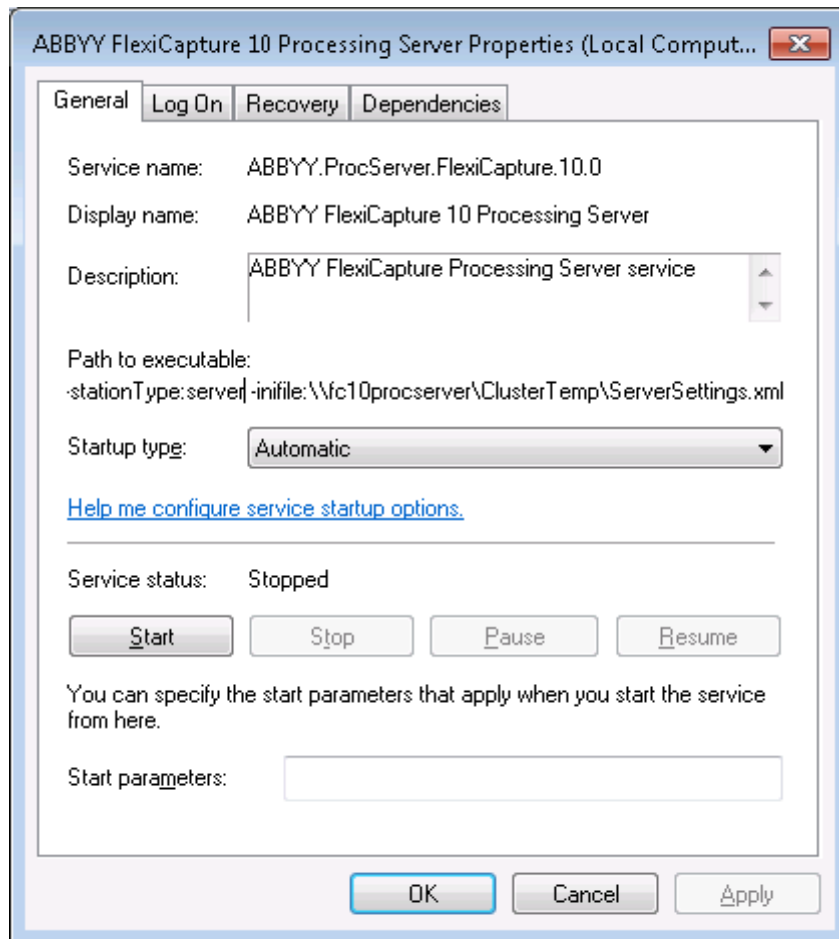 ABBYY FlexiCapture 10 Processing Server Properties (Local Comput...
General Log On Recovery Dependencies
Service name: ABBYY.ProcServer.FlexiCapture.10.0
Display name: ABBYY FlexiCapture 10 Processing Server
Description: ABBYY FlexiCapture Processing Server service
Path to executable:
-stationType:server -inifile:\\fc10procserver\ClusterTemp\ServerSettings.xml
Startup type: Automatic
Help me configure service startup options.
Service status: Stopped
Start Stop Pause Resume
You can specify the start parameters that apply when you start the service
from here.
Start parameters:
OK Cancel Apply